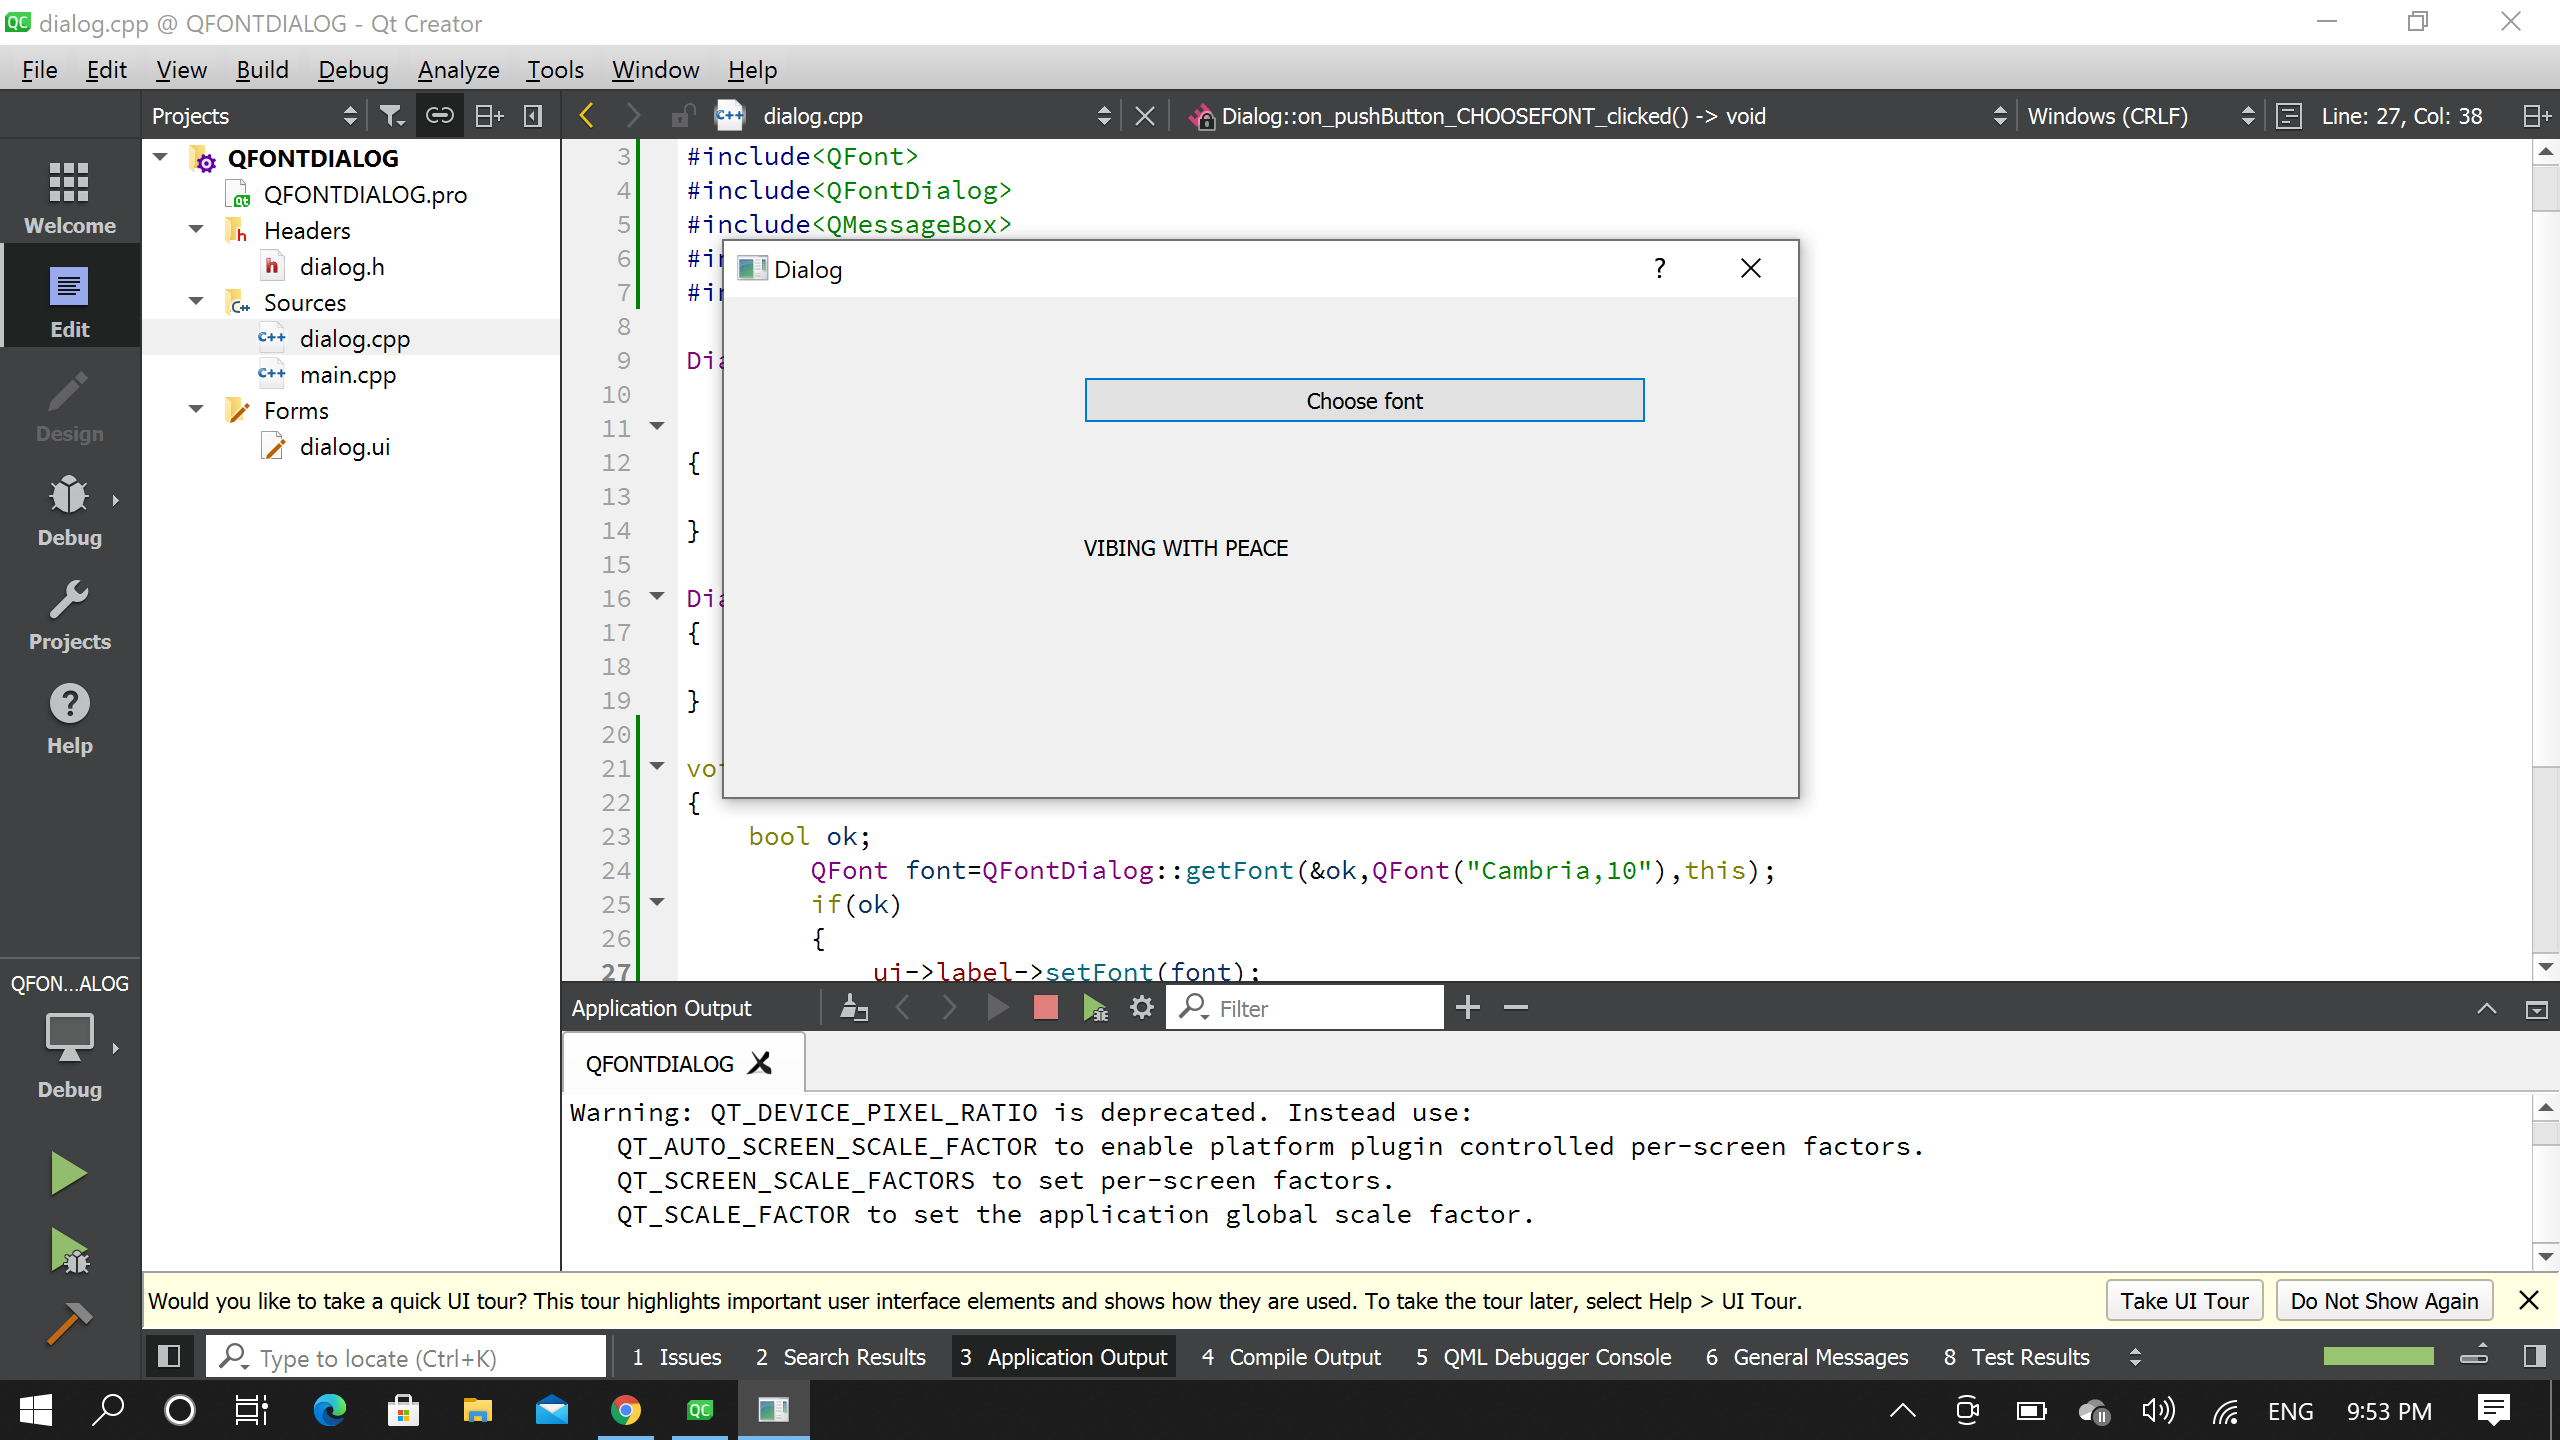 dialog.cpp @ QFONTDIALOG - Qt Creator
File Edit View Build Debug Analyze Tools Window Help
Projects dialog.cpp Dialog::on_pushButton_CHOOSEFONT_clicked() -> void Windows (CRLF) Line: 27, Col: 38
Welcome
Edit
Design
Debug
Projects
Help
QFON...ALOG
Debug
QFONTDIALOG
QFONTDIALOG.pro
Headers
dialog.h
Sources
dialog.cpp
main.cpp
Forms
dialog.ui
3 #include<QFont>
4 #include<QFontDialog>
5 #include<QMessageBox>
6
7
8
9
10
11
12 {
13
14 }
15
16
17 {
18
19 }
20
21
22 {
23 bool ok;
24 QFont font=QFontDialog::getFont(&ok,QFont("Cambria,10"),this);
25 if(ok)
26 {
27 ui->label->setFont(font);
Dialog ?
Choose font
VIBING WITH PEACE
Application Output Filter
QFONTDIALOG
Warning: QT_DEVICE_PIXEL_RATIO is deprecated. Instead use:
QT_AUTO_SCREEN_SCALE_FACTOR to enable platform plugin controlled per-screen factors.
QT_SCREEN_SCALE_FACTORS to set per-screen factors.
QT_SCALE_FACTOR to set the application global scale factor.
Would you like to take a quick UI tour? This tour highlights important user interface elements and shows how they are used. To take the tour later, select Help > UI Tour. Take UI Tour Do Not Show Again
Type to locate (Ctrl+K) 1 Issues 2 Search Results 3 Application Output 4 Compile Output 5 QML Debugger Console 6 General Messages 8 Test Results
ENG 9:53 PM